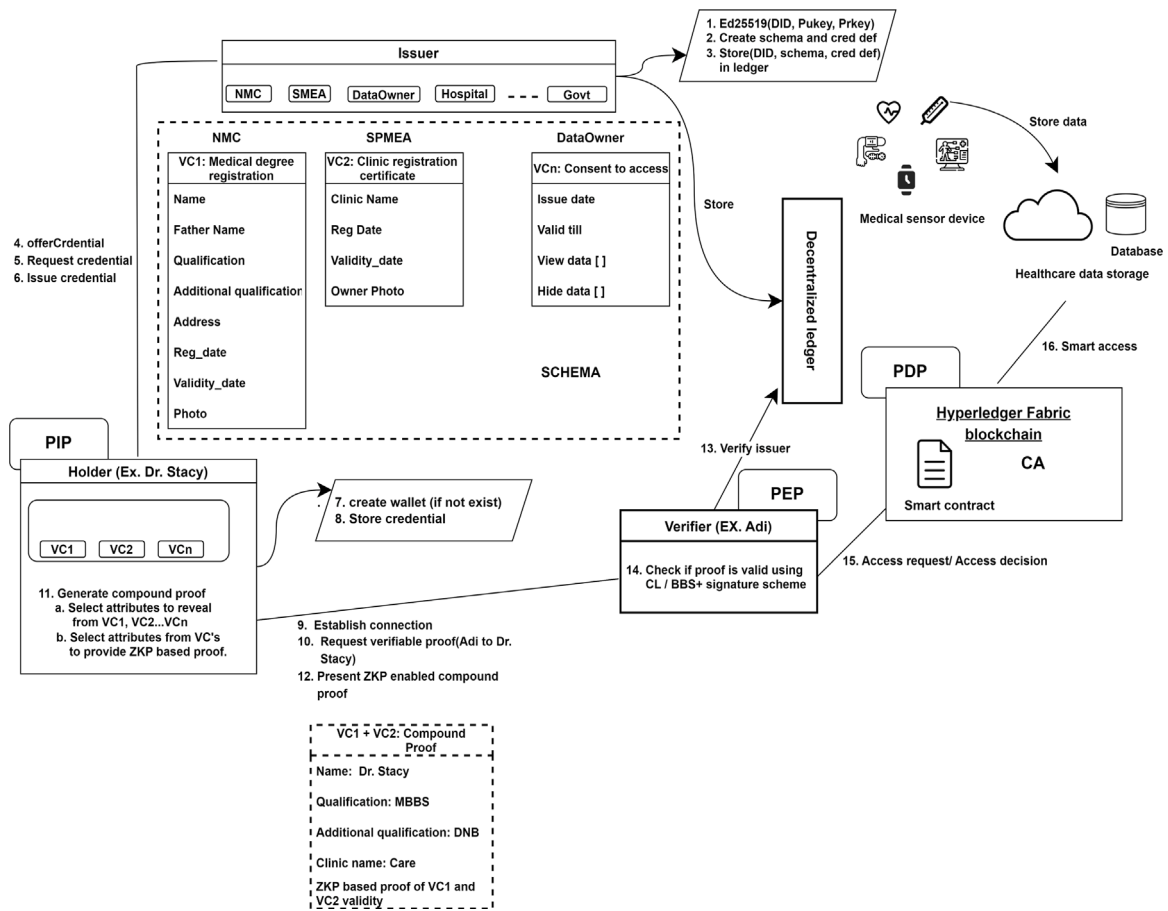 1. Ed25519(DID, Pukey, Prkey)
2. Create schema and cred def
3. Store(DID, schema, cred def)
in ledger
Issuer
NMC
SMEA
DataOwner
Hospital
Govt
NMC
SPMEA
DataOwner
VC1: Medical degree
registration
Name
Father Name
Qualification
Additional qualification
Address
Reg_date
Validity_date
Photo
VC2: Clinic registration
certificate
Clinic Name
Reg Date
Validity_date
Owner Photo
VCn: Consent to access
Issue date
Valid till
View data [ ]
Hide data [ ]
SCHEMA
Store
Decentralized ledger
Store data
Medical sensor device
Database
Healthcare data storage
16. Smart access
4. offerCrdential
5. Request credential
6. Issue credential
PDP
Hyperledger Fabric
blockchain
CA
Smart contract
PIP
Holder (Ex. Dr. Stacy)
VC1
VC2
VCn
11. Generate compound proof
a. Select attributes to reveal
from VC1, VC2...VCn
b. Select attributes from VC's
to provide ZKP based proof.
7. create wallet (if not exist)
8. Store credential
13. Verify issuer
PEP
Verifier (EX. Adi)
14. Check if proof is valid using
CL / BBS+ signature scheme
15. Access request/ Access decision
9. Establish connection
10. Request verifiable proof(Adi to Dr.
Stacy)
12. Present ZKP enabled compound
proof
VC1 + VC2: Compound
Proof
Name: Dr. Stacy
Qualification: MBBS
Additional qualification: DNB
Clinic name: Care
ZKP based proof of VC1 and
VC2 validity